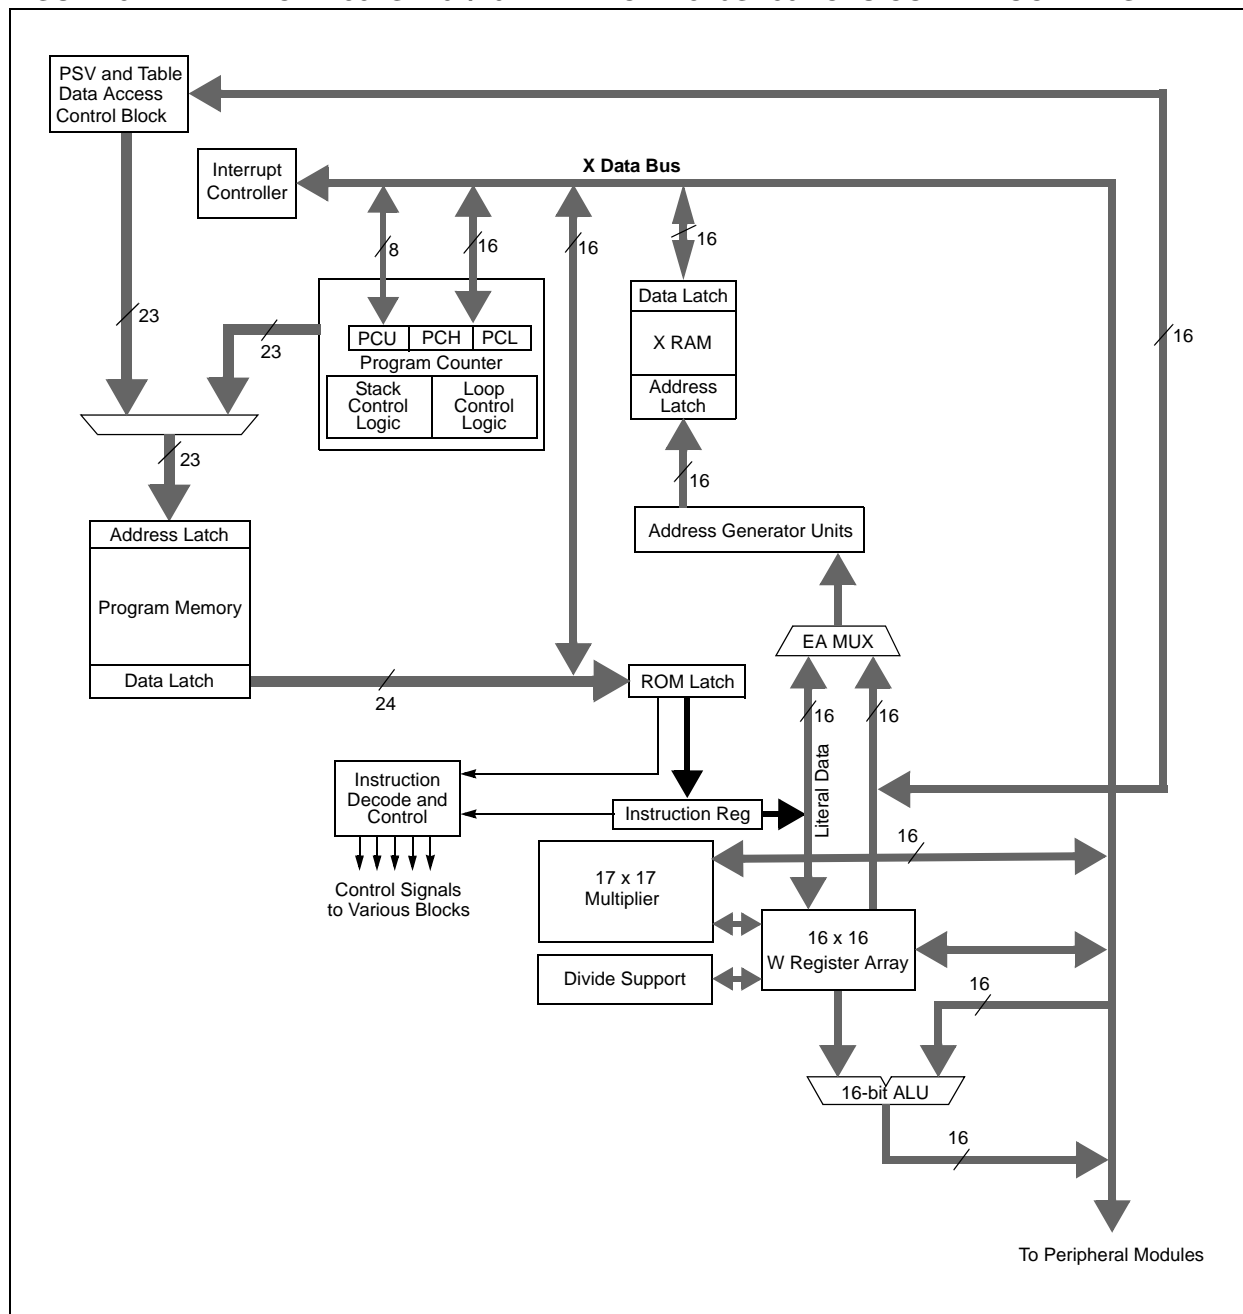 PSV and Table
Data Access
Control Block
Interrupt
Controller
X Data Bus
8
16
16
16
23
23
16
PCU
PCH
PCL
Program Counter
Stack
Control
Logic
Loop
Control
Logic
Data Latch
X RAM
Address
Latch
23
16
Address Latch
Program Memory
Data Latch
Address Generator Units
EA MUX
24
ROM Latch
16
16
Literal Data
Instruction
Decode and
Control
Instruction Reg
Control Signals
to Various Blocks
17 x 17
Multiplier
16
16 x 16
W Register Array
Divide Support
16
16-bit ALU
16
To Peripheral Modules